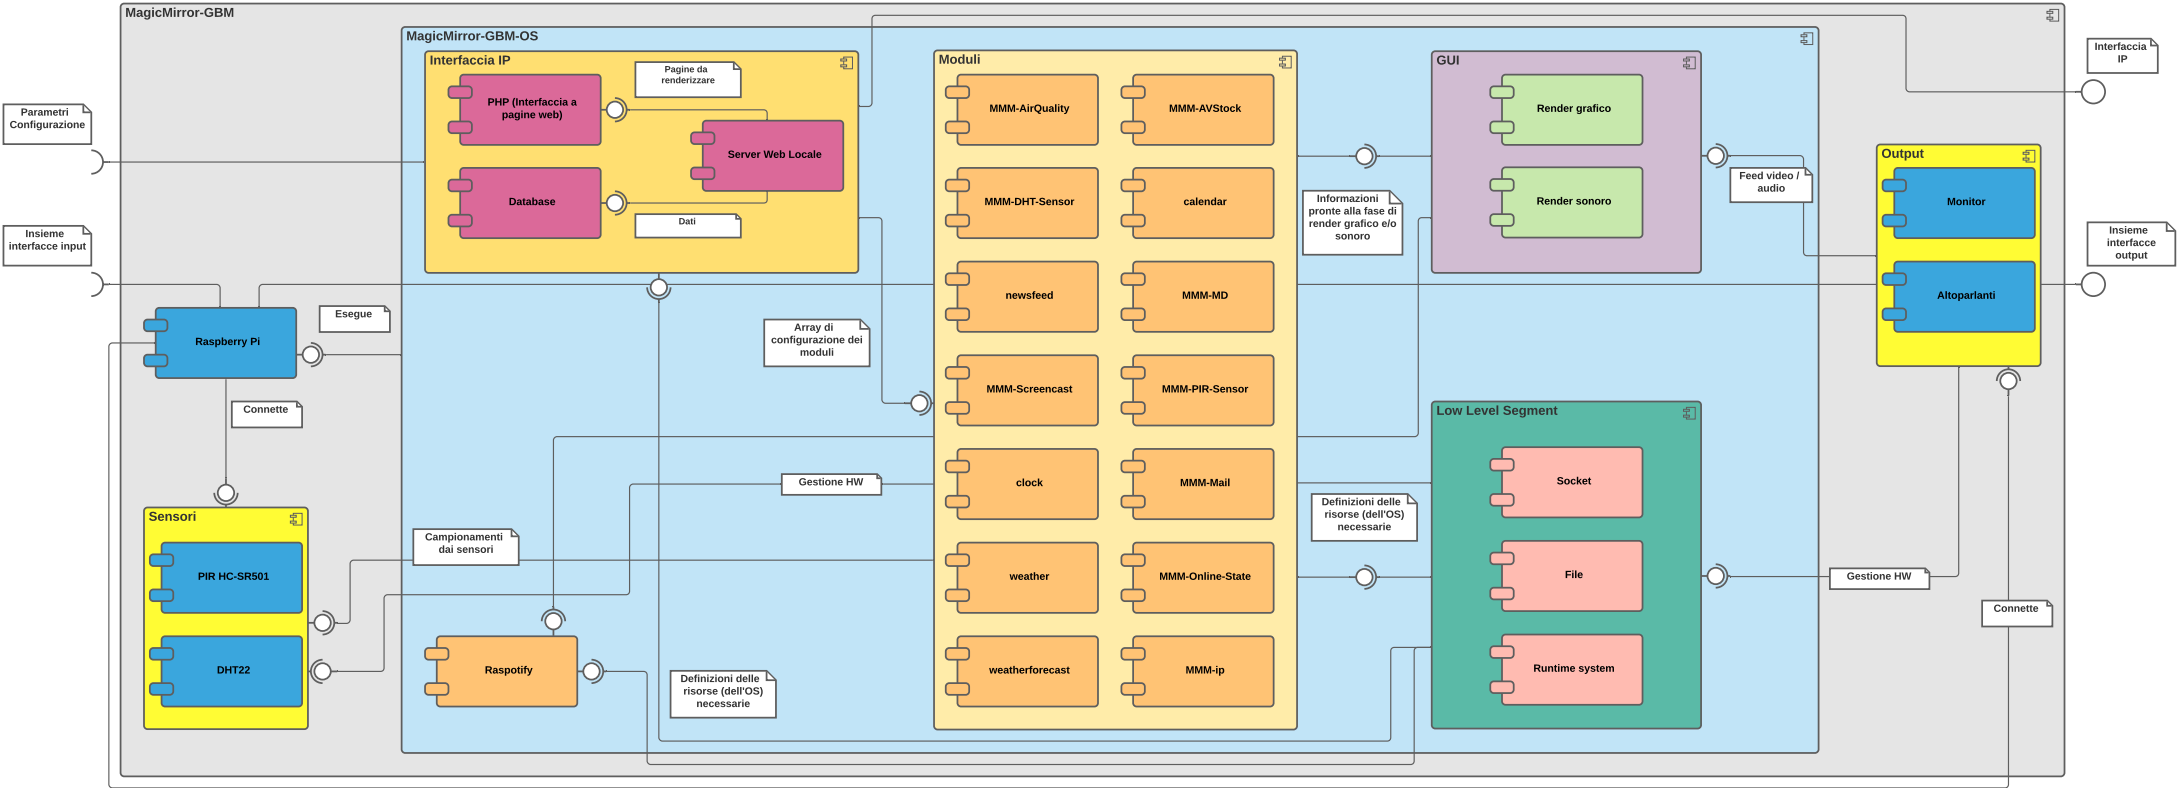 MagicMirror-GBM
MagicMirror-GBM-OS
Interfaccia IP
Pagine da
renderizzare
PHP (Interfaccia a
pagine web)
Server Web Locale
Database
Dati
Parametri
Configurazione
Insieme
interfacce input
Raspberry Pi
Esegue
Connette
Sensori
PIR HC-SR501
DHT22
Campionamenti
dai sensori
Gestione HW
Raspotify
Definizioni delle
risorse (dell'OS)
necessarie
Array di
configurazione dei
moduli
Moduli
MMM-AirQuality
MMM-AVStock
MMM-DHT-Sensor
calendar
newsfeed
MMM-MD
MMM-Screencast
MMM-PIR-Sensor
clock
MMM-Mail
weather
MMM-Online-State
weatherforecast
MMM-ip
Informazioni
pronte alla fase di
render grafico e/o
sonoro
Definizioni delle
risorse (dell'OS)
necessarie
GUI
Render grafico
Render sonoro
Low Level Segment
Socket
File
Runtime system
Feed video /
audio
Output
Monitor
Altoparlanti
Gestione HW
Connette
Interfaccia
IP
Insieme
interfacce
output